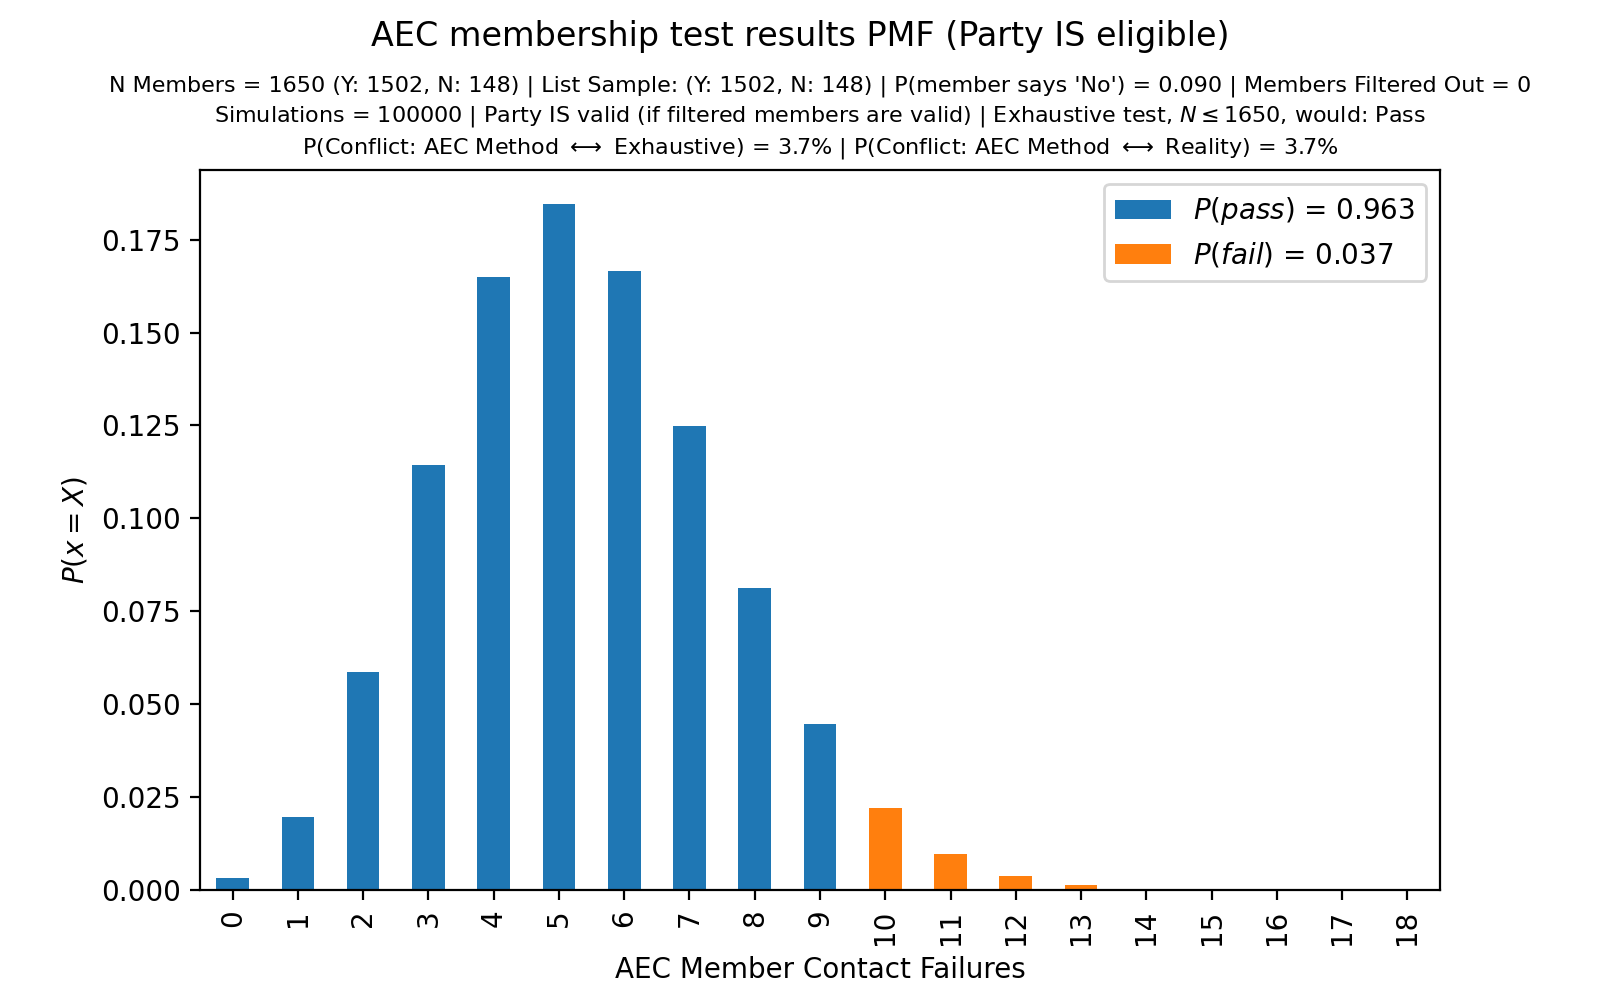 AEC membership test results PMF (Party IS eligible)
N Members = 1650 (Y: 1502, N: 148) | List Sample: (Y: 1502, N: 148) | P(member says 'No') = 0.090 | Members Filtered Out = 0
Simulations = 100000 | Party IS valid (if filtered members are valid) | Exhaustive test, N ≤ 1650, would: Pass
P(Conflict: AEC Method ⟷ Exhaustive) = 3.7% | P(Conflict: AEC Method ⟷ Reality) = 3.7%
P(pass) = 0.963
P(fail) = 0.037
0.175
0.150
0.125
0.100
0.075
0.050
0.025
0.000
P(x = X)
0 1 2 3 4 5 6 7 8 9 10 11 12 13 14 15 16 17 18
AEC Member Contact Failures